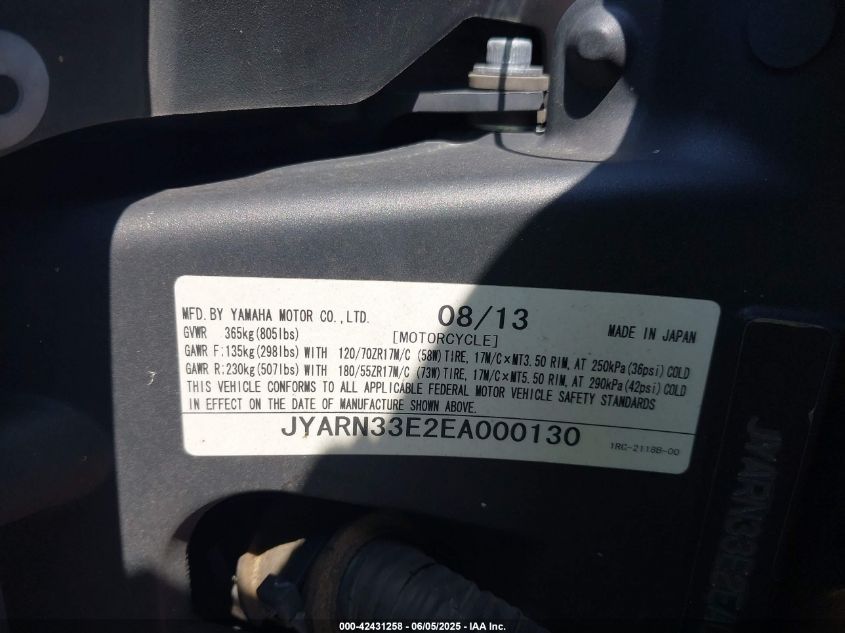 MFD. BY YAMAHA MOTOR CO., LTD. 08/13
GVWR 365kg(805lbs) [MOTORCYCLE] MADE IN JAPAN
GAWR F:135kg(298lbs) WITH 120/70ZR17M/C (58W) TIRE, 17M/C×MT3.50 RIM, AT 250kPa(36psi) COLD
GAWR R:230kg(507lbs) WITH 180/55ZR17M/C (73W) TIRE, 17M/C×MT5.50 RIM, AT 290kPa(42psi) COLD
THIS VEHICLE CONFORMS TO ALL APPLICABLE FEDERAL MOTOR VEHICLE SAFETY STANDARDS
IN EFFECT ON THE DATE OF MANUFACTURE SHOWN ABOVE.
JYARN33E2EA000130 1RC-2118B-00
JYARN33E2EA
000-42431258 - 06/05/2025 - IAA Inc.